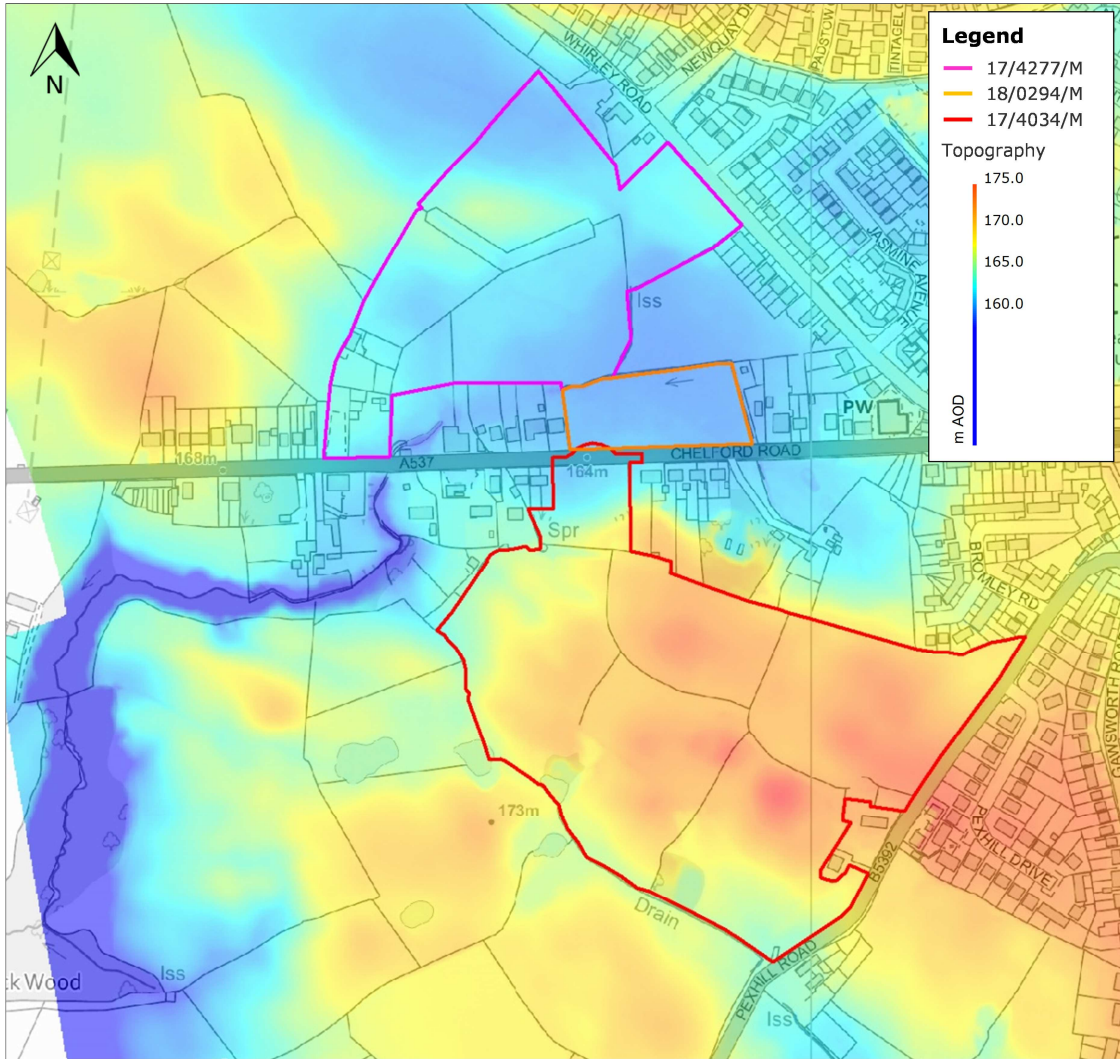 N
WHIRLEY ROAD
Legend
17/4277/M
18/0294/M
17/4034/M
Topography
175.0
170.0
165.0
160.0
m AOD
JASMINE AVENUE
Iss
PW
168m
A537
164m
CHELFORD ROAD
Spr
BROMLEY RD
173m
PEXHILL DRIVE
B5392
Drain
PEXHILL ROAD
ck Wood
Iss
Iss